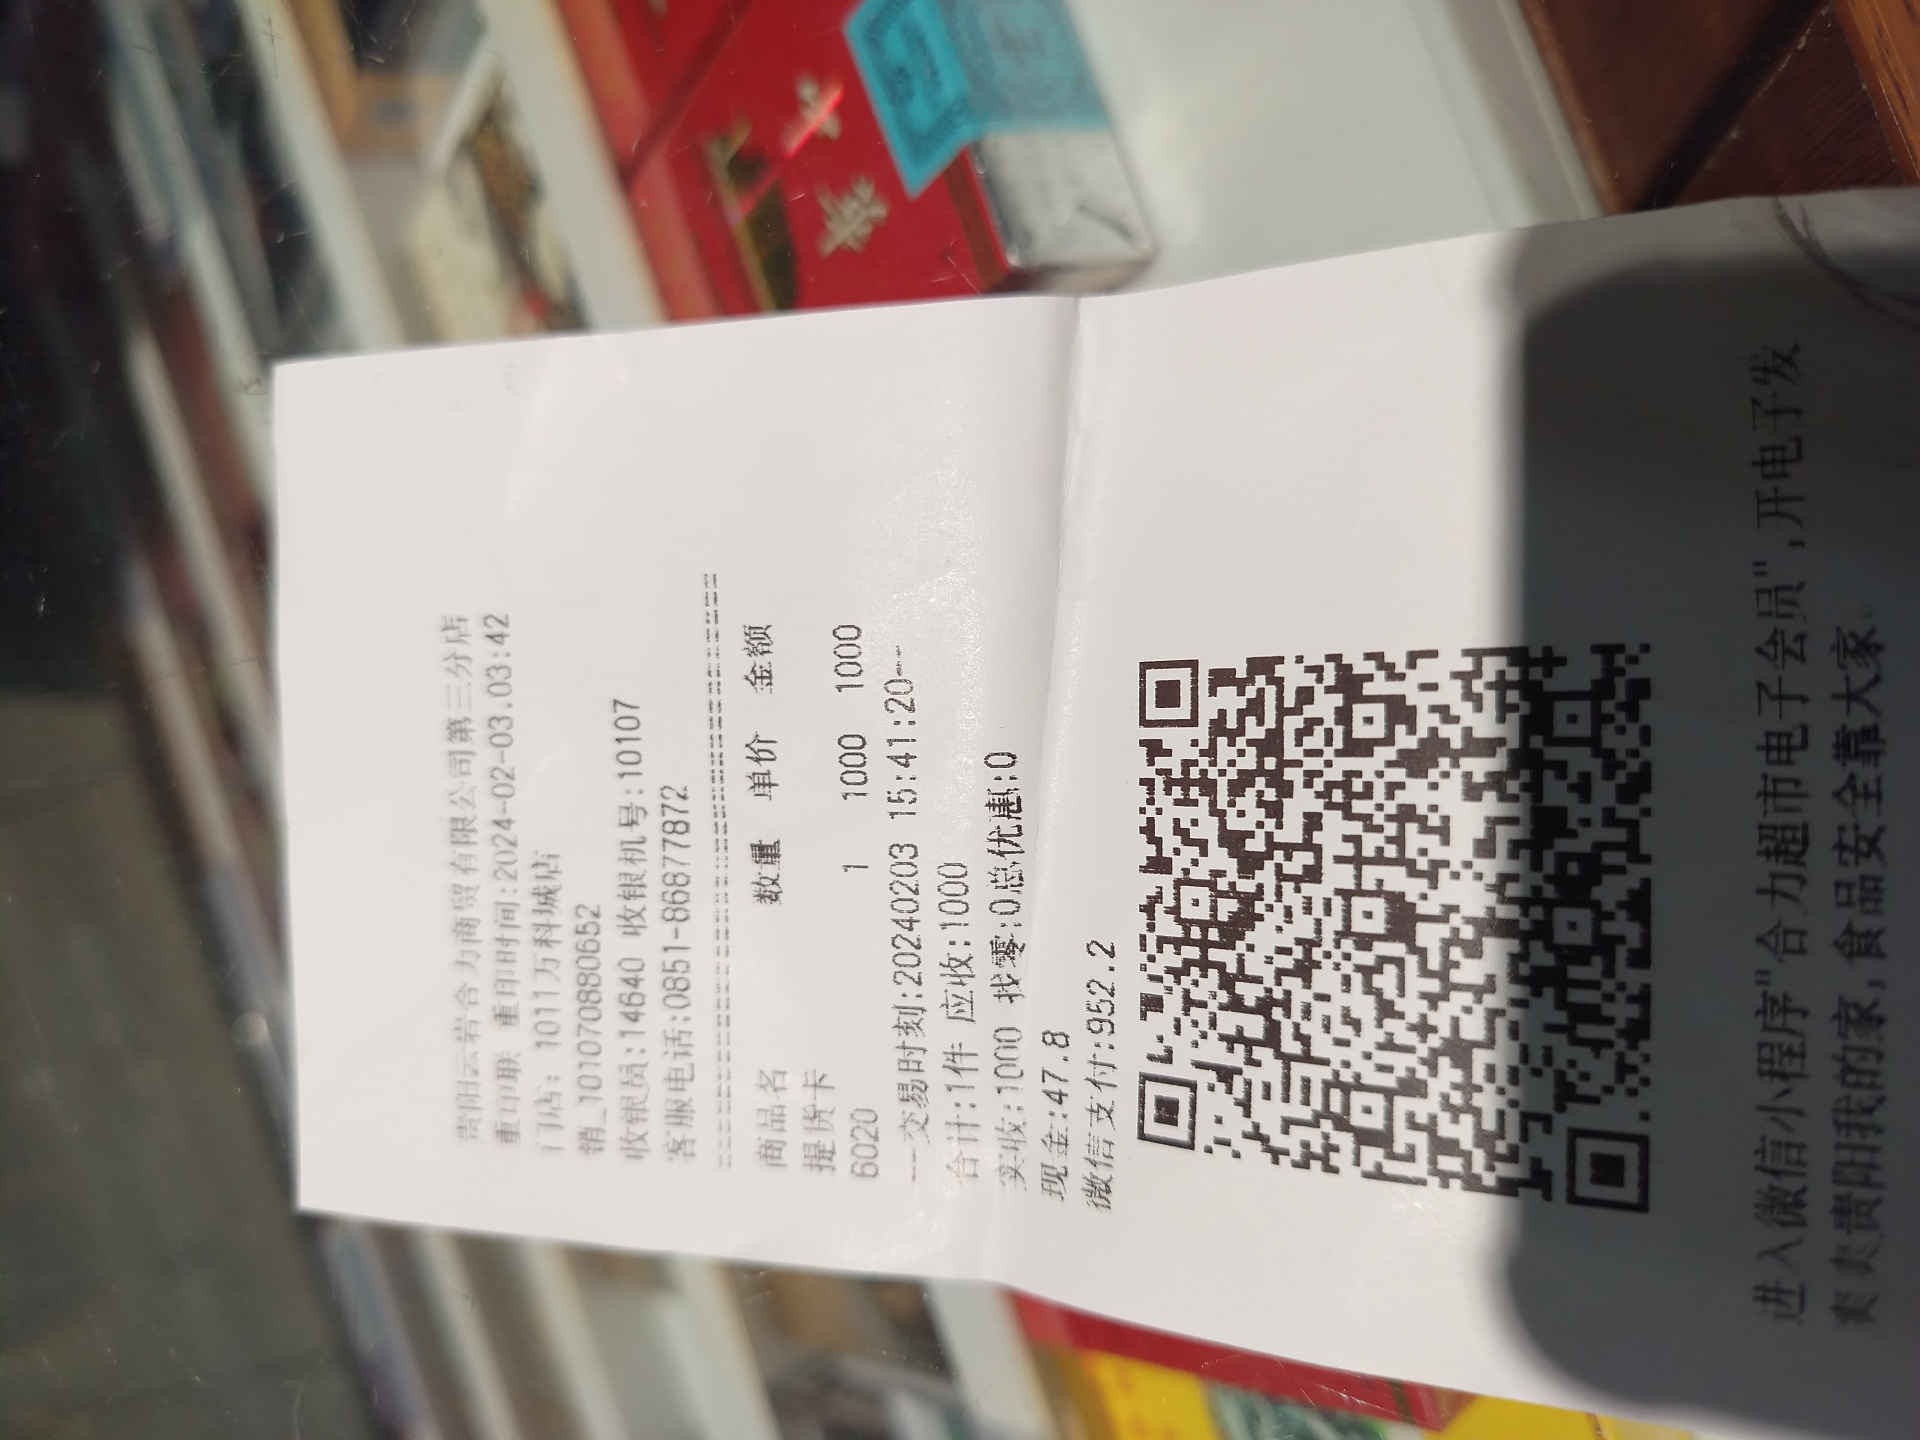 贵阳云岩合力商贸有限公司第三分店
重印联 重印时间:2024-02-03.03:42
门店: 1011万科城店
销_10107080652
收银员:14640 收银机号:10107
客服电话:0851-86877872
商品名 数量 单价 金额
提货卡
6020 1 1000 1000
--交易时刻:20240203 15:41:20--
合计:1件 应收:1000
实收:1000 找零:0总优惠:0
现金:47.8
微信支付:952.2
进入微信小程序"合力超市电子会员",开电子发
爽爽贵阳我的家,食品安全靠大家